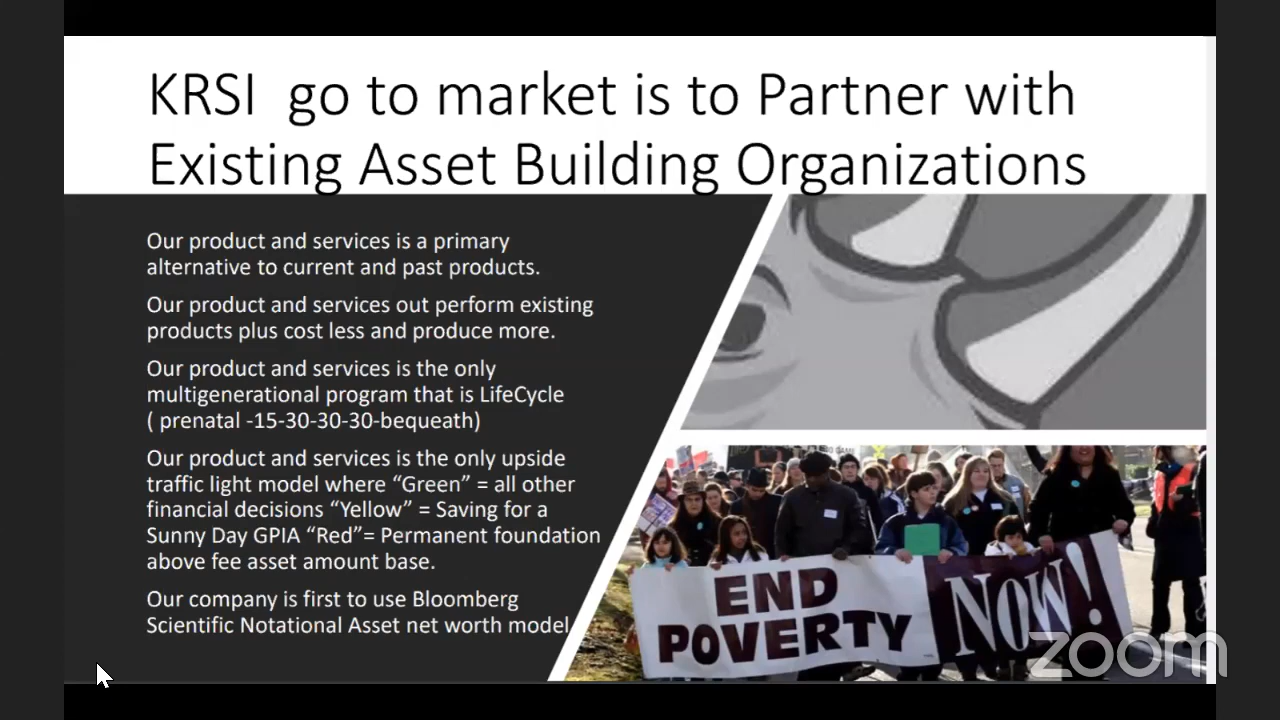 KRSI go to market is to Partner with
Existing Asset Building Organizations
Our product and services is a primary
alternative to current and past products.
Our product and services out perform existing
products plus cost less and produce more.
Our product and services is the only
multigenerational program that is LifeCycle
( prenatal -15-30-30-30-bequeath)
Our product and services is the only upside
traffic light model where “Green” = all other
financial decisions “Yellow” = Saving for a
Sunny Day GPIA “Red”= Permanent foundation
above fee asset amount base.
Our company is first to use Bloomberg
Scientific Notational Asset net worth model
END
POVERTY
NOW!
zoom